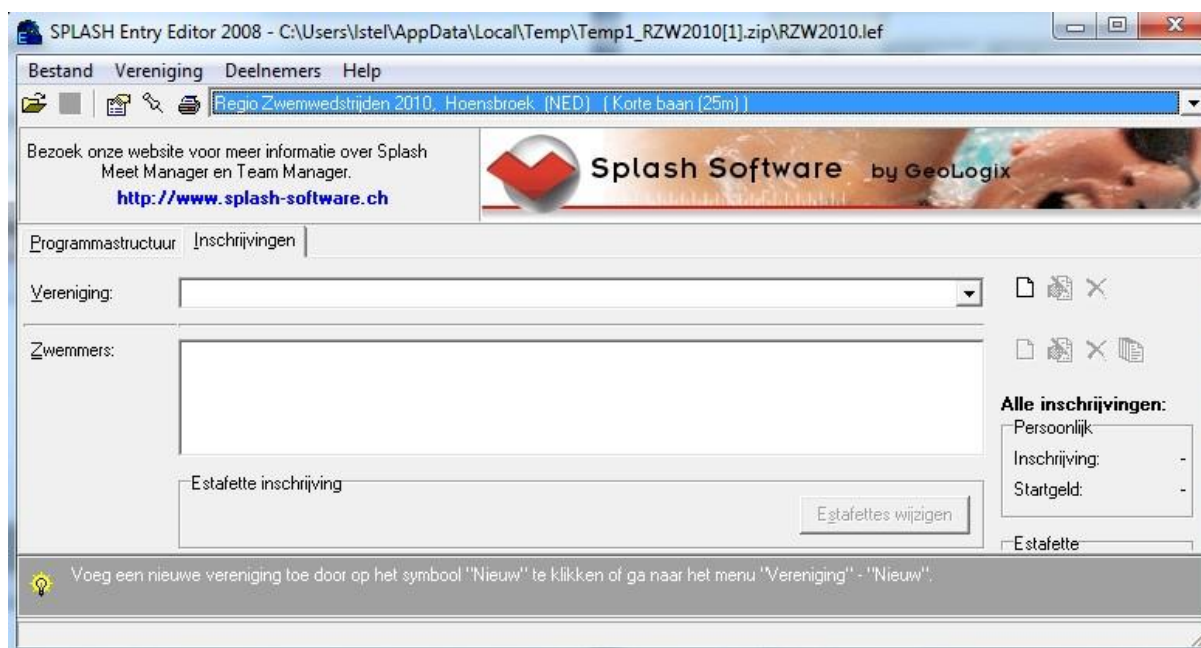 SPLASH Entry Editor 2008 - C:\Users\Istel\AppData\Local\Temp\Temp1_RZW2010[1].zip\RZW2010.lef
Bestand Vereniging Deelnemers Help
Regio Zwemwedstrijden 2010, Hoensbroek (NED) (Korte baan (25m))
Bezoek onze website voor meer informatie over Splash
Meet Manager en Team Manager.
http://www.splash-software.ch
Splash Software by GeoLogix
Programmastructuur Inschrijvingen
Vereniging:
Zwemmers:
Alle inschrijvingen:
Persoonlijk
Inschrijving: -
Startgeld: -
Estafette inschrijving
Estafettes wijzigen
Estafette
Voeg een nieuwe vereniging toe door op het symbool "Nieuw" te klikken of ga naar het menu "Vereniging" - "Nieuw".